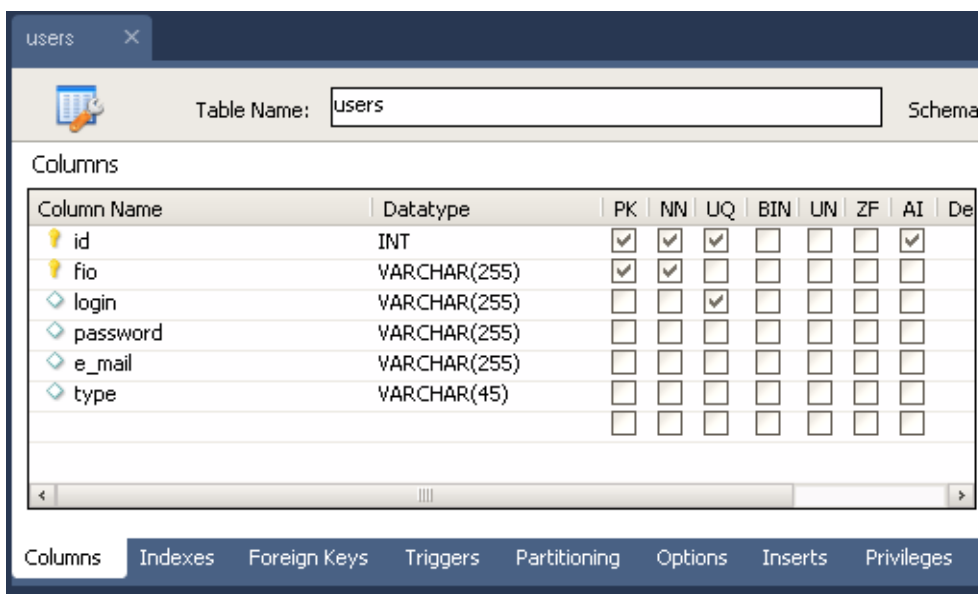 users
Table Name: users Schema
Columns
Column Name Datatype PK NN UQ BIN UN ZF AI De
id INT
fio VARCHAR(255)
login VARCHAR(255)
password VARCHAR(255)
e_mail VARCHAR(255)
type VARCHAR(45)
Columns Indexes Foreign Keys Triggers Partitioning Options Inserts Privileges